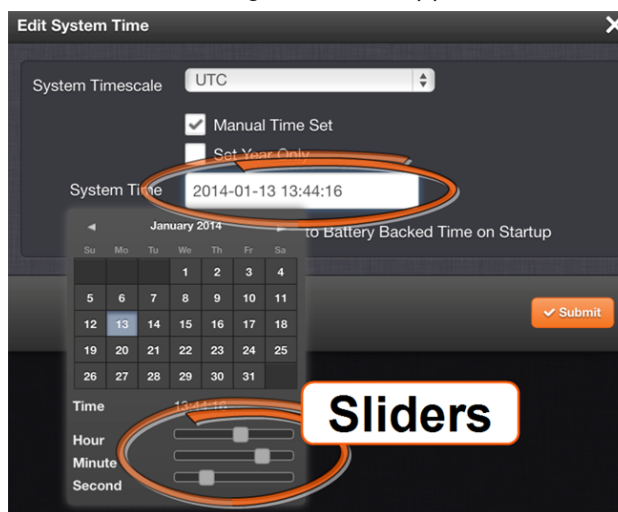 Edit System Time
System Timescale UTC
Manual Time Set
Set Year Only
System Time 2014-01-13 13:44:16
to Battery Backed Time on Startup
January 2014
Su Mo Tu We Th Fr Sa
1 2 3 4
5 6 7 8 9 10 11
12 13 14 15 16 17 18
19 20 21 22 23 24 25
26 27 28 29 30 31
Submit
Time 13:44:16
Sliders
Hour
Minute
Second